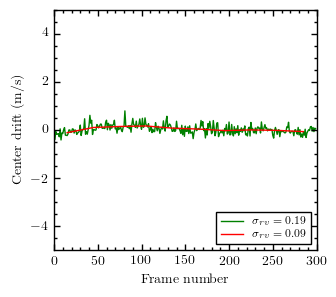 4
2
0
−2
−4
Center drift (m/s)
σrv = 0.19
σrv = 0.09
0 50 100 150 200 250 300
Frame number